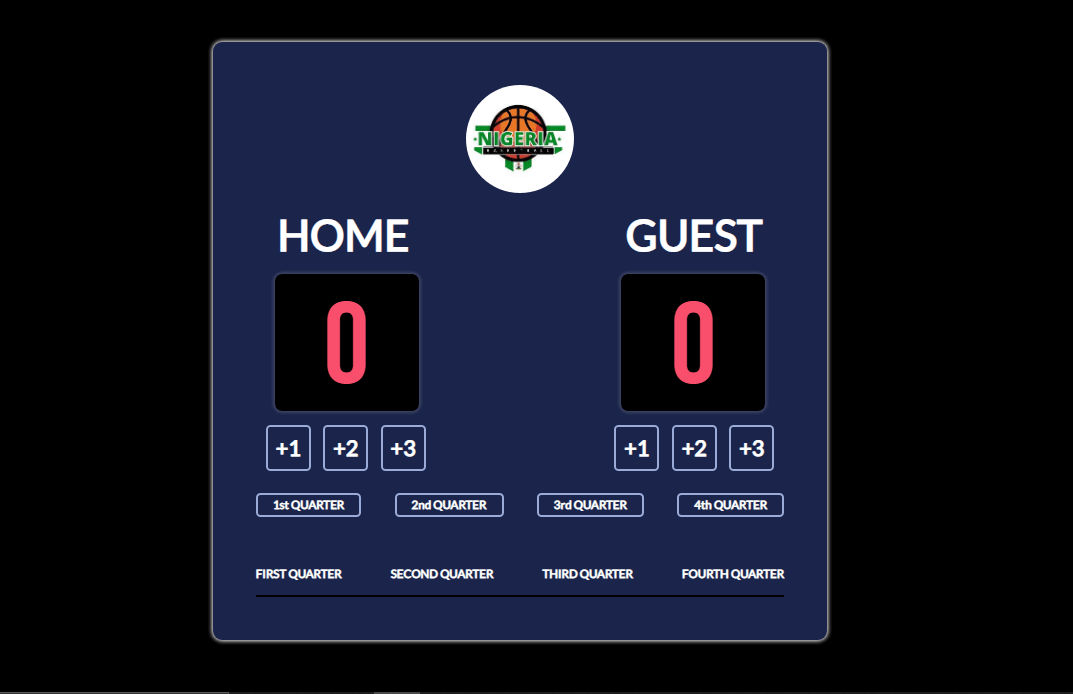 NIGERIA
BASKETBALL
HOME GUEST
0 0
+1 +2 +3 +1 +2 +3
1st QUARTER 2nd QUARTER 3rd QUARTER 4th QUARTER
FIRST QUARTER SECOND QUARTER THIRD QUARTER FOURTH QUARTER